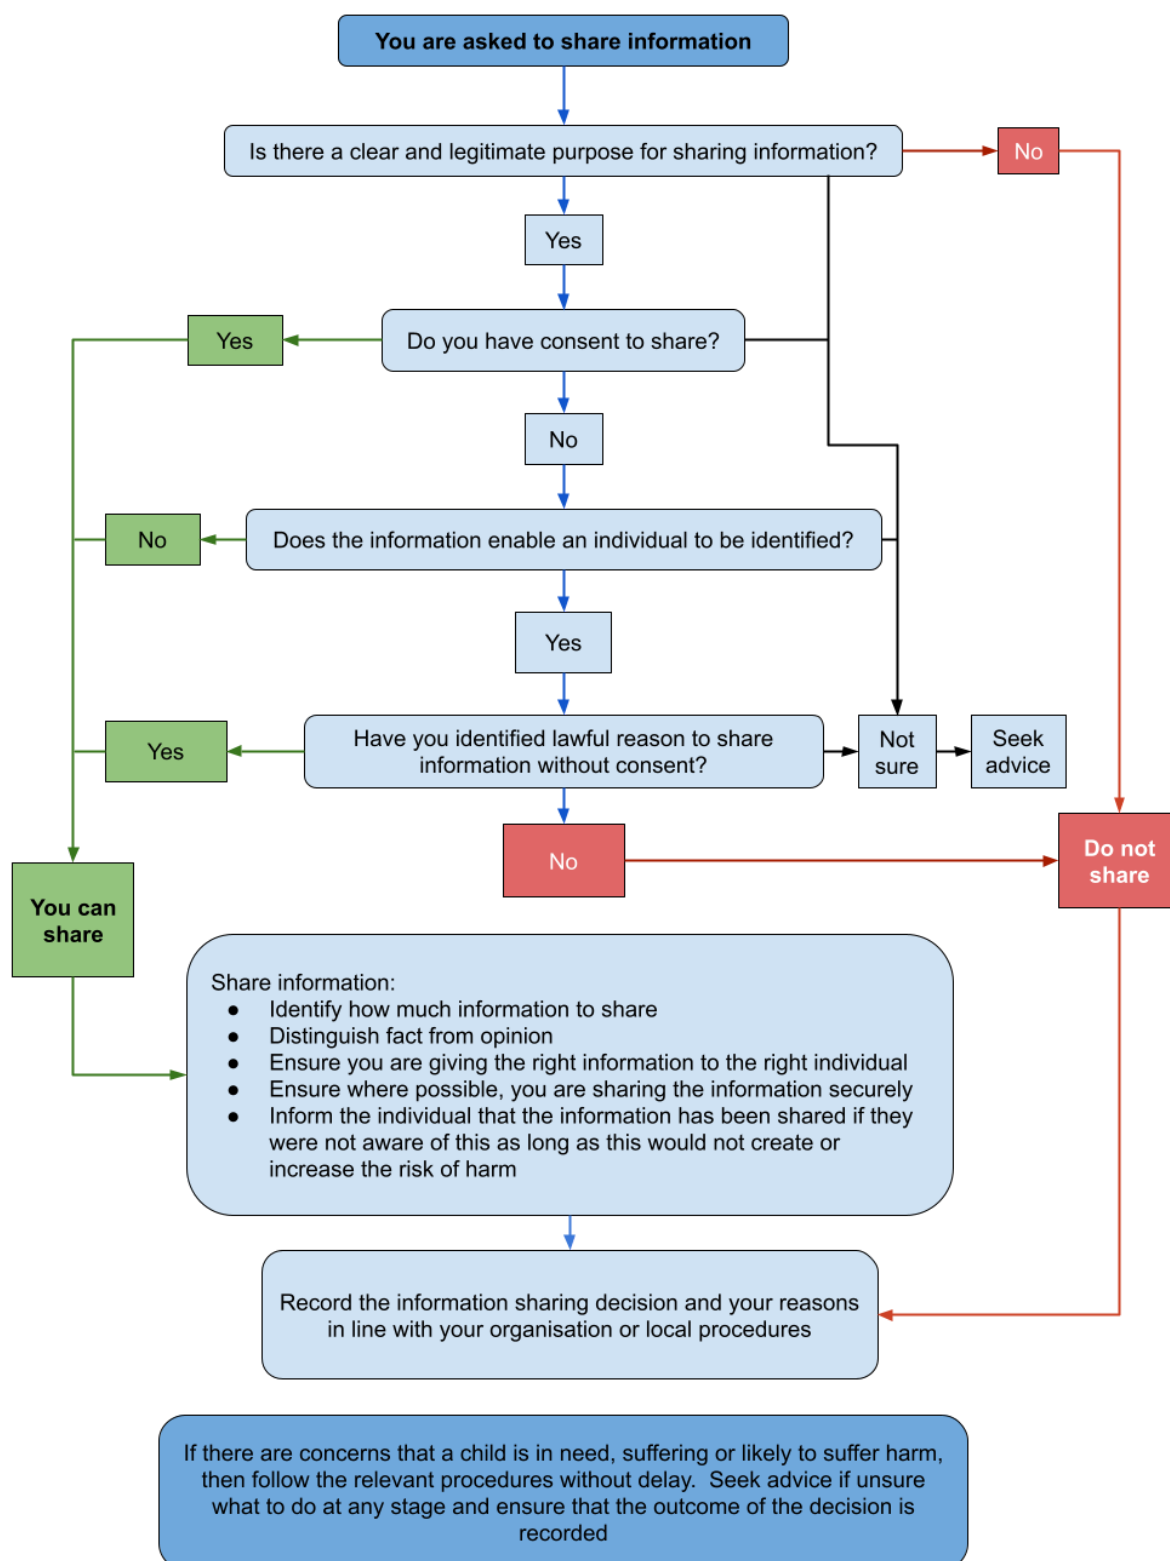 You are asked to share information
Is there a clear and legitimate purpose for sharing information?
No
Yes
Yes
Do you have consent to share?
No
No
Does the information enable an individual to be identified?
Yes
Yes
Have you identified lawful reason to share
information without consent?
Not
sure
Seek
advice
No
Do not
share
You can
share
Share information:
● Identify how much information to share
● Distinguish fact from opinion
● Ensure you are giving the right information to the right individual
● Ensure where possible, you are sharing the information securely
● Inform the individual that the information has been shared if they
were not aware of this as long as this would not create or
increase the risk of harm
Record the information sharing decision and your reasons
in line with your organisation or local procedures
If there are concerns that a child is in need, suffering or likely to suffer harm,
then follow the relevant procedures without delay.  Seek advice if unsure
what to do at any stage and ensure that the outcome of the decision is
recorded